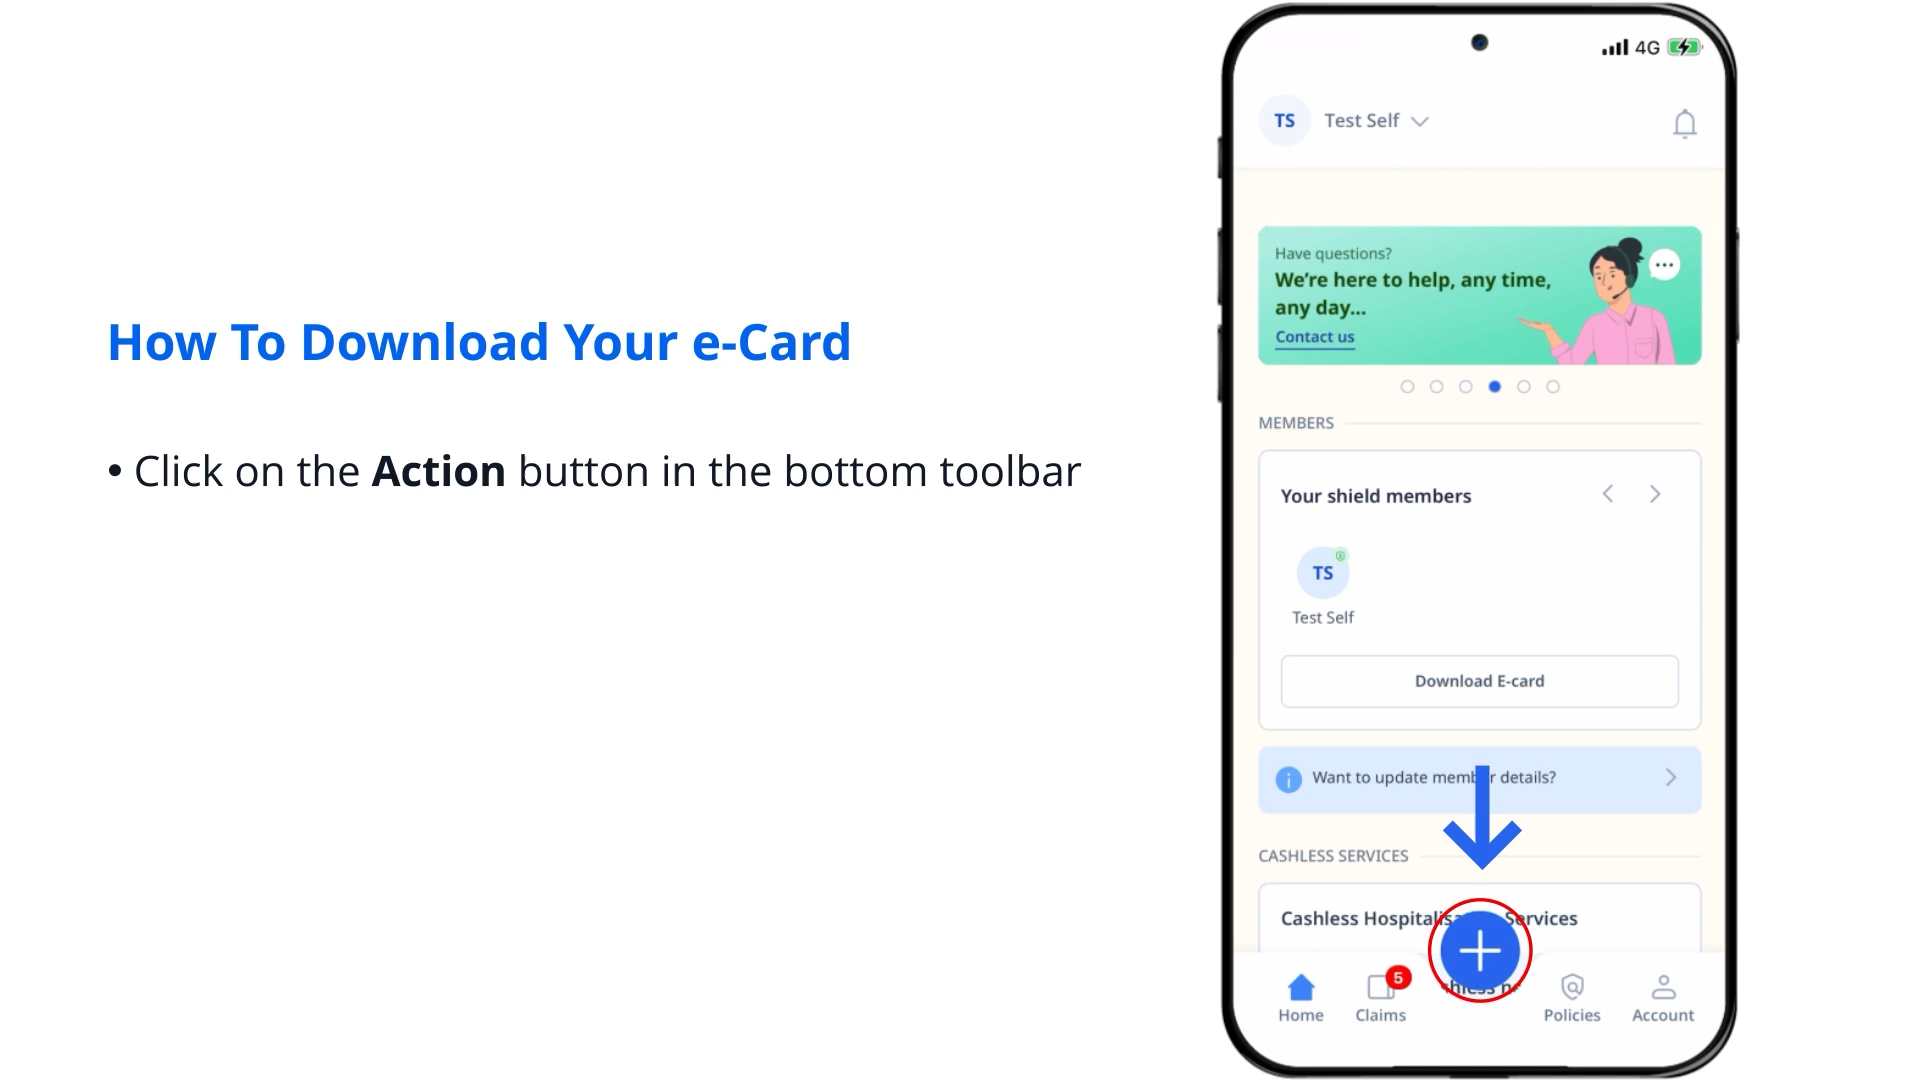 How To Download Your e-Card
• Click on the Action button in the bottom toolbar
4G
TS
Test Self
Have questions?
We're here to help, any time,
any day...
Contact us
MEMBERS
Your shield members
TS
Test Self
Download E-card
Want to update member details?
CASHLESS SERVICES
Cashless Services
5
Home
Claims
Policies
Account